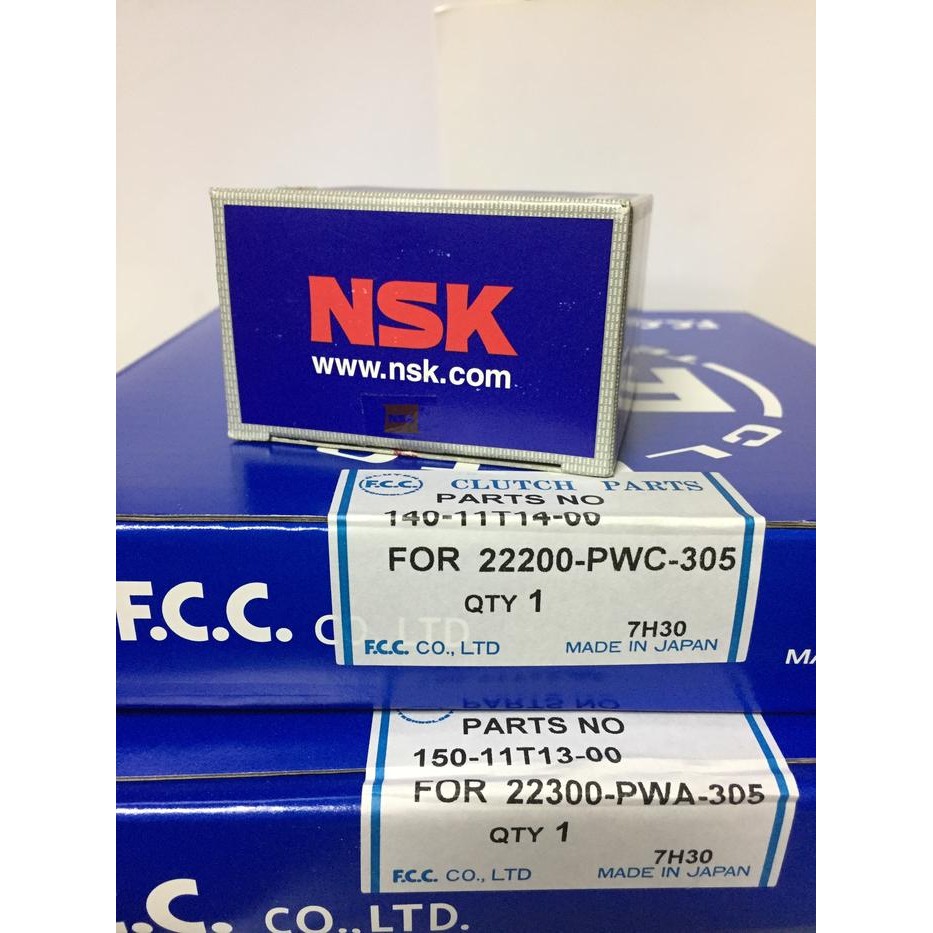 NSK
www.nsk.com
F.C.C. CLUTCH PARTS
PARTS NO
140-11T14-00
FOR 22200-PWC-305
QTY 1
7H30
F.C.C. CO., LTD MADE IN JAPAN
F.C.C. CO., LTD.
PARTS NO
150-11T13-00
FOR 22300-PWA-305
QTY 1
7H30
F.C.C. CO., LTD MADE IN JAPAN
.C. CO., LTD.